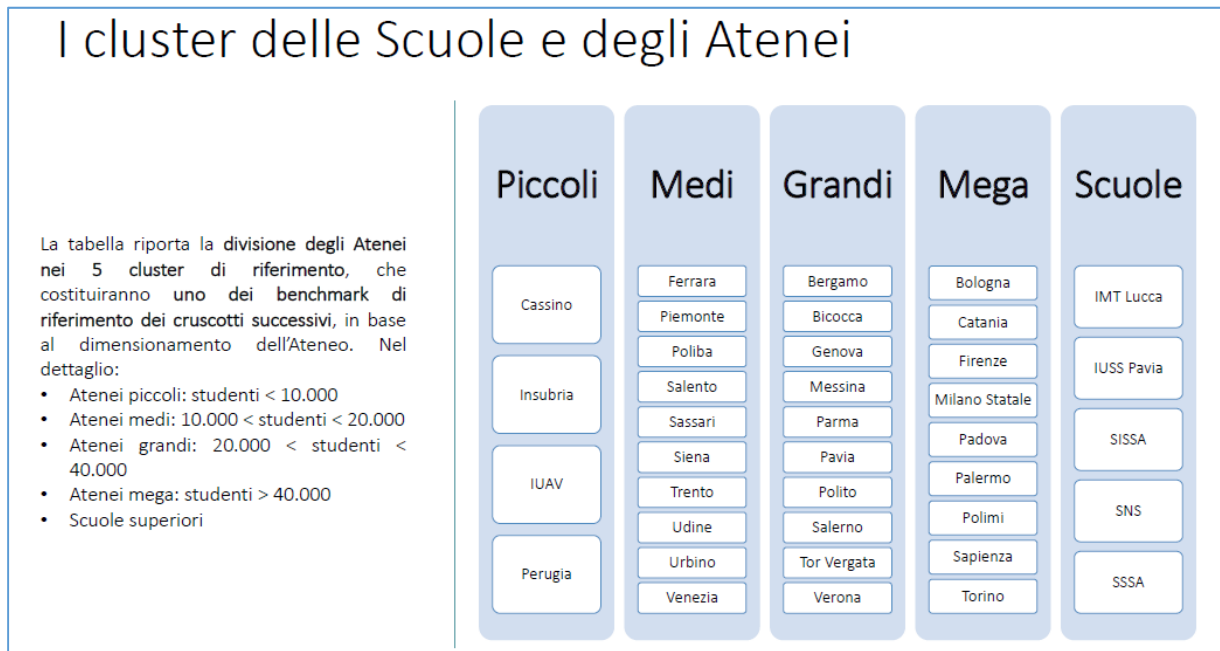 I cluster delle Scuole e degli Atenei
La tabella riporta la divisione degli Atenei
nei 5 cluster di riferimento, che
costituiranno uno dei benchmark di
riferimento dei cruscotti successivi, in base
al dimensionamento dell'Ateneo. Nel
dettaglio:
• Atenei piccoli: studenti < 10.000
• Atenei medi: 10.000 < studenti < 20.000
• Atenei grandi: 20.000 < studenti <
40.000
• Atenei mega: studenti > 40.000
• Scuole superiori
Piccoli
Cassino
Insubria
IUAV
Perugia
Medi
Ferrara
Piemonte
Poliba
Salento
Sassari
Siena
Trento
Udine
Urbino
Venezia
Grandi
Bergamo
Bicocca
Genova
Messina
Parma
Pavia
Polito
Salerno
Tor Vergata
Verona
Mega
Bologna
Catania
Firenze
Milano Statale
Padova
Palermo
Polimi
Sapienza
Torino
Scuole
IMT Lucca
IUSS Pavia
SISSA
SNS
SSSA